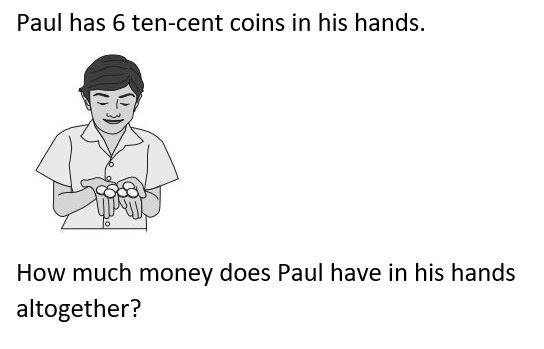 Paul has 6 ten-cent coins in his hands.
How much money does Paul have in his hands
altogether?